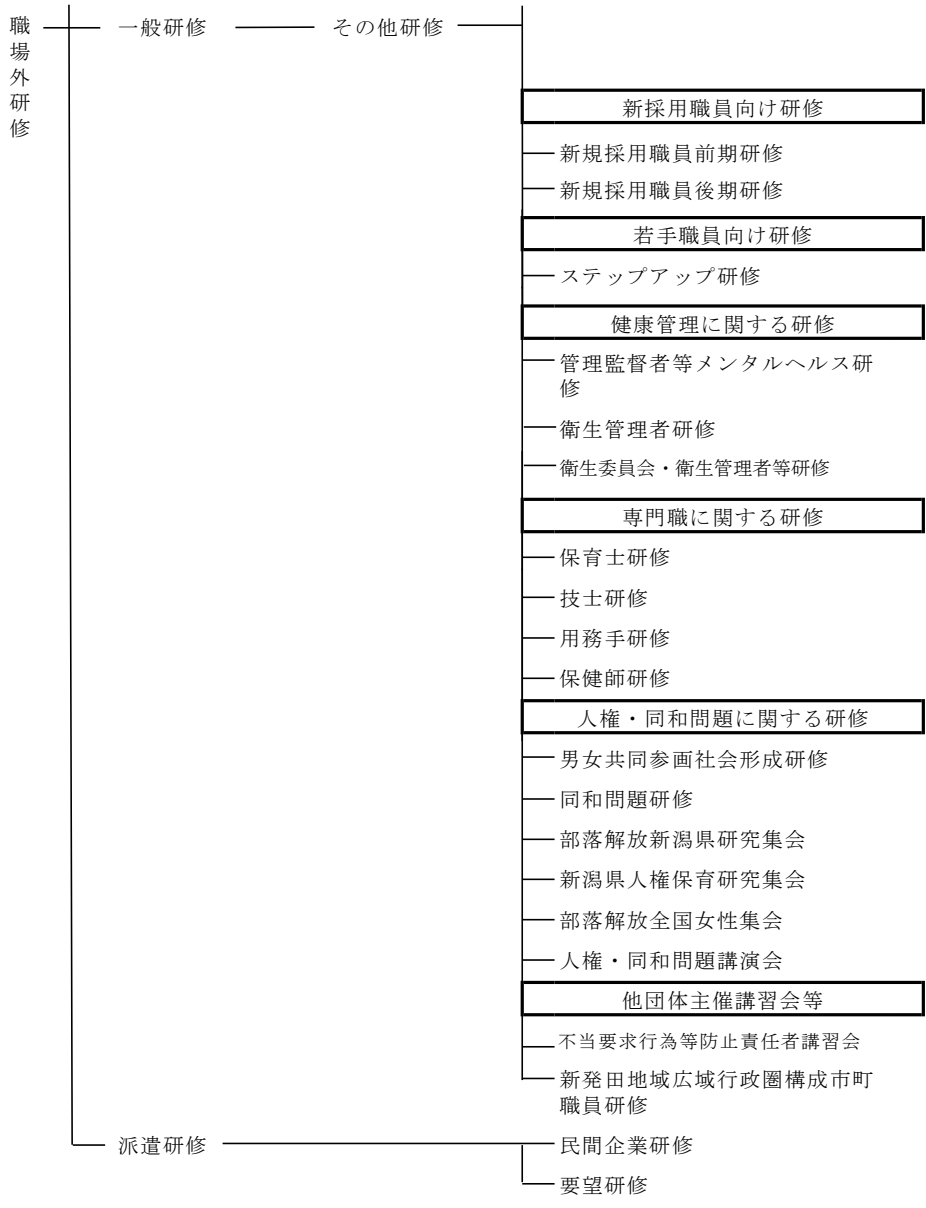 職場外研修
一般研修
その他研修
新採用職員向け研修
新規採用職員前期研修
新規採用職員後期研修
若手職員向け研修
ステップアップ研修
健康管理に関する研修
管理監督者等メンタルヘルス研
修
衛生管理者研修
衛生委員会・衛生管理者等研修
専門職に関する研修
保育士研修
技士研修
用務手研修
保健師研修
人権・同和問題に関する研修
男女共同参画社会形成研修
同和問題研修
部落解放新潟県研究集会
新潟県人権保育研究集会
部落解放全国女性集会
人権・同和問題講演会
他団体主催講習会等
不当要求行為等防止責任者講習会
新発田地域広域行政圏構成市町
職員研修
派遣研修
民間企業研修
要望研修